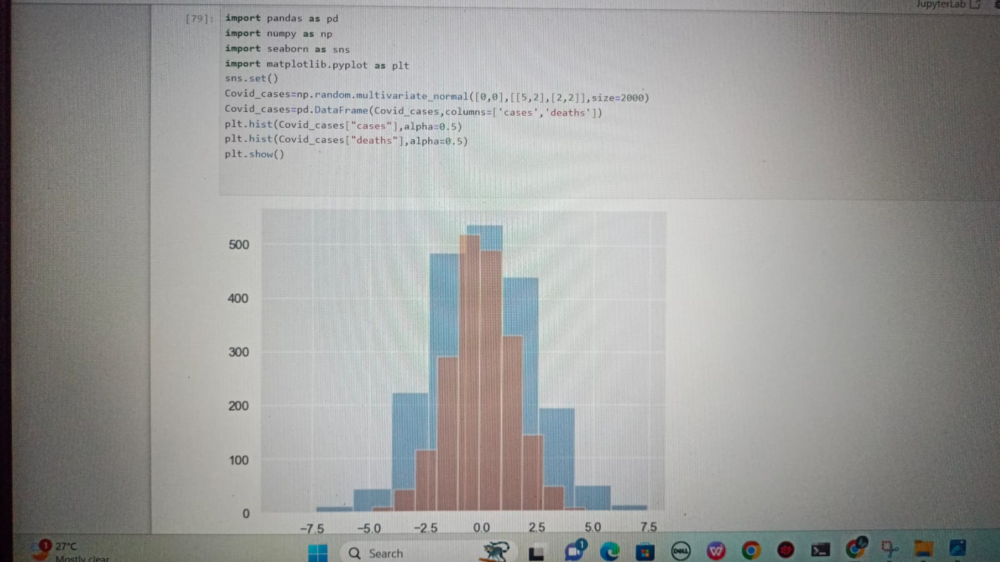 JupyterLab
[79]: import pandas as pd
import numpy as np
import seaborn as sns
import matplotlib.pyplot as plt
sns.set()
Covid_cases=np.random.multivariate_normal([0,0],[[5,2],[2,2]],size=2000)
Covid_cases=pd.DataFrame(Covid_cases,columns=['cases','deaths'])
plt.hist(Covid_cases["cases"],alpha=0.5)
plt.hist(Covid_cases["deaths"],alpha=0.5)
plt.show()
500
400
300
200
100
0
−7.5 −5.0 −2.5 0.0 2.5 5.0 7.5
1 27°C
Mostly clear
Search
1
DELL
W